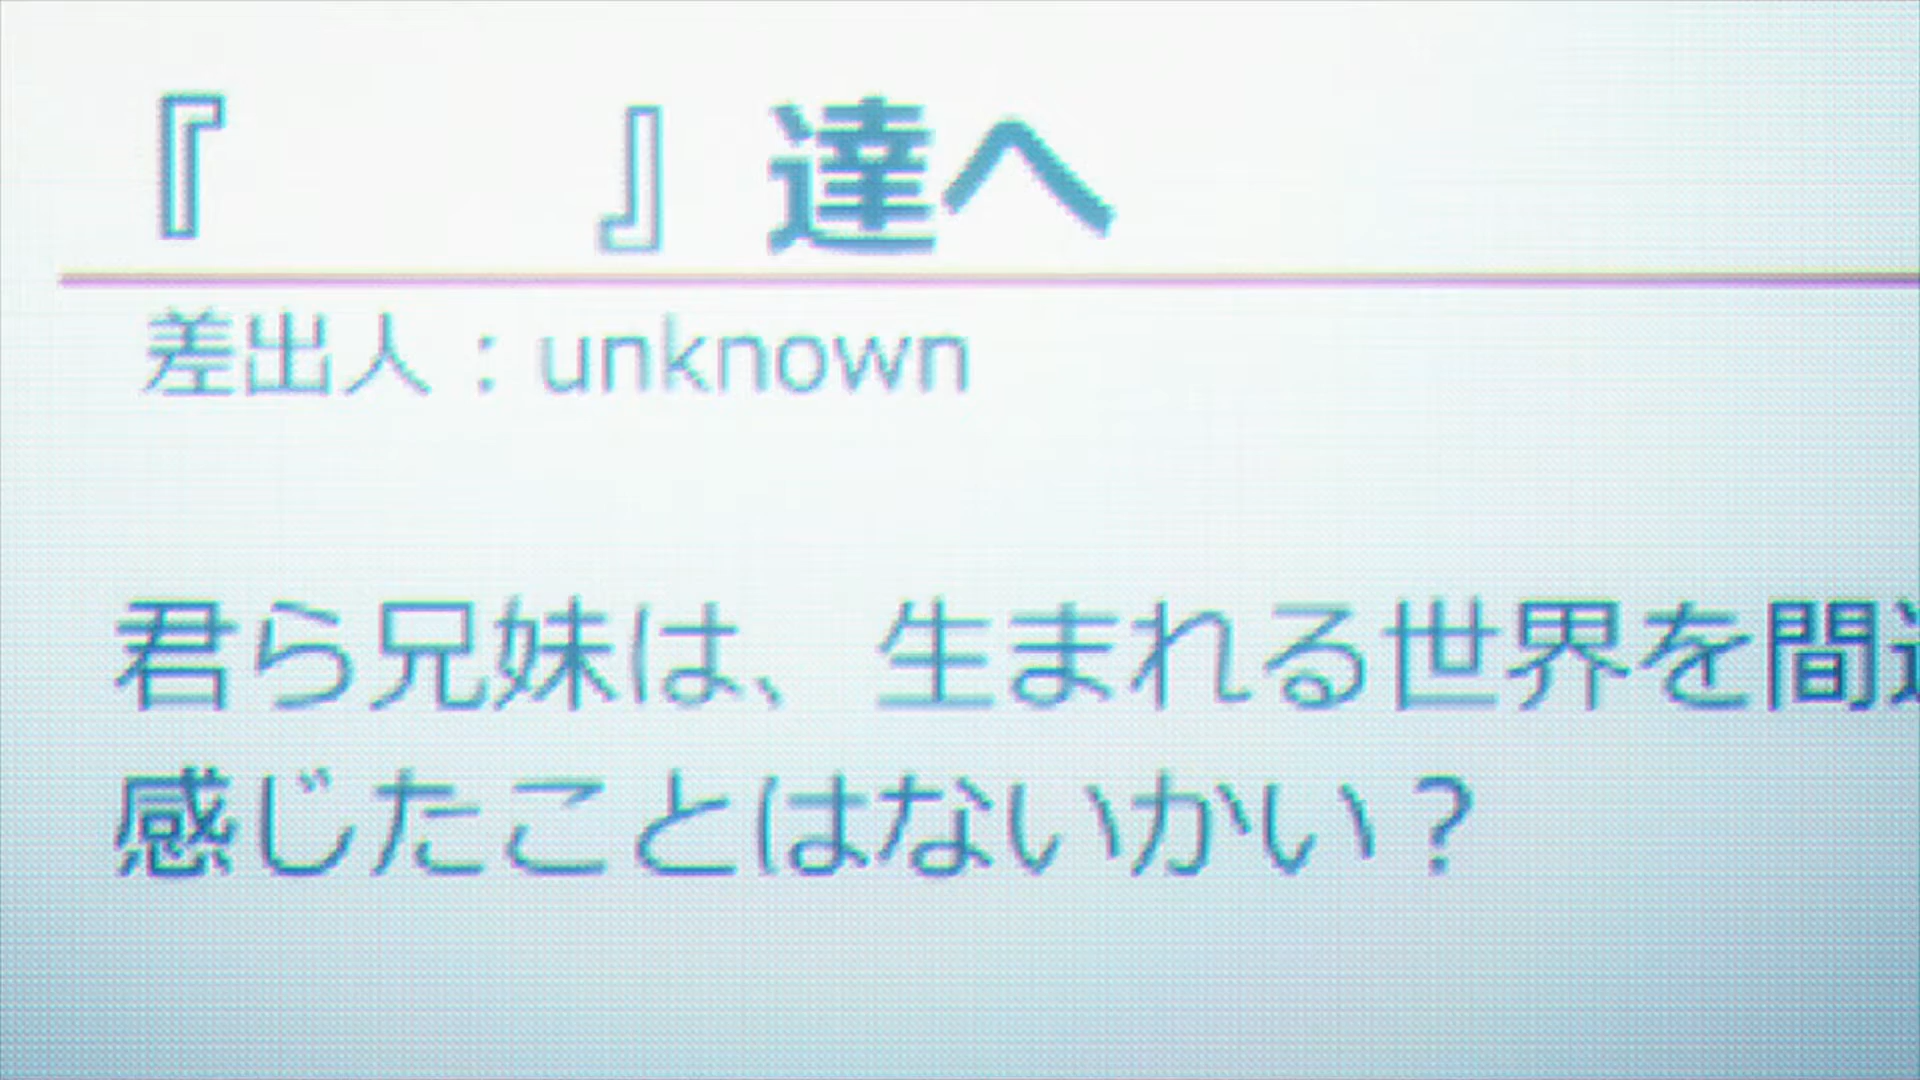 『　　　』達へ
差出人：unknown
君ら兄妹は、生まれる世界を間
感じたことはないかい？